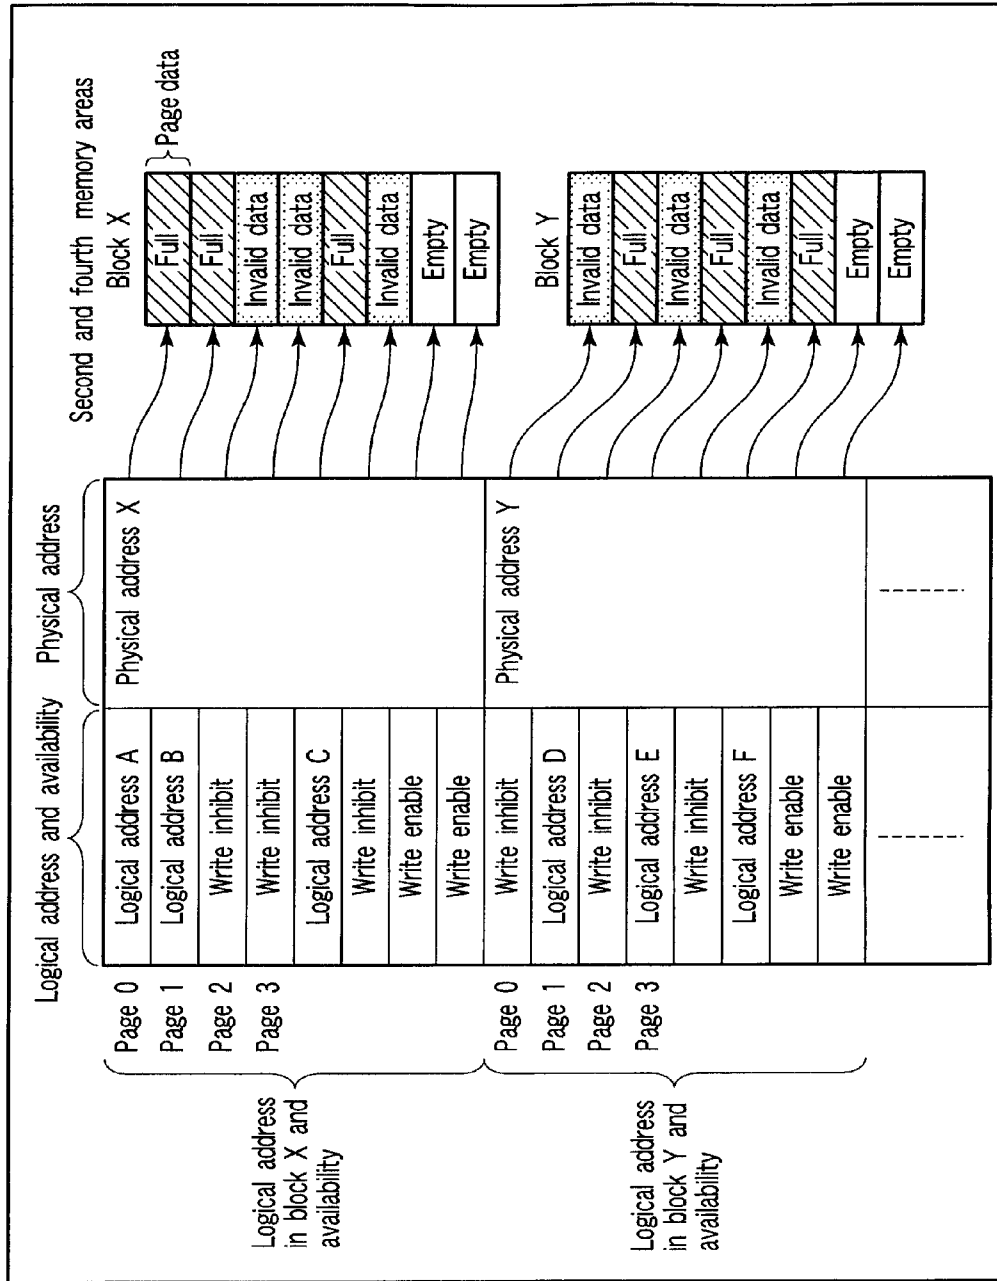 Logical address and availability
Physical address
Second and fourth memory areas
Block X
Page data
Logical address in block X and availability
Page 0
Page 1
Page 2
Page 3
Logical address A
Logical address B
Write inhibit
Write inhibit
Logical address C
Write inhibit
Write enable
Write enable
Physical address X
Full
Full
Invalid data
Invalid data
Full
Invalid data
Empty
Empty
Logical address
in block Y and
availability
Page 0
Page 1
Page 2
Page 3
Write inhibit
Logical address D
Write inhibit
Logical address E
Write inhibit
Logical address F
Write enable
Write enable
Physical address Y
Block Y
Invalid data
Full
Invalid data
Full
Invalid data
Full
Empty
Empty